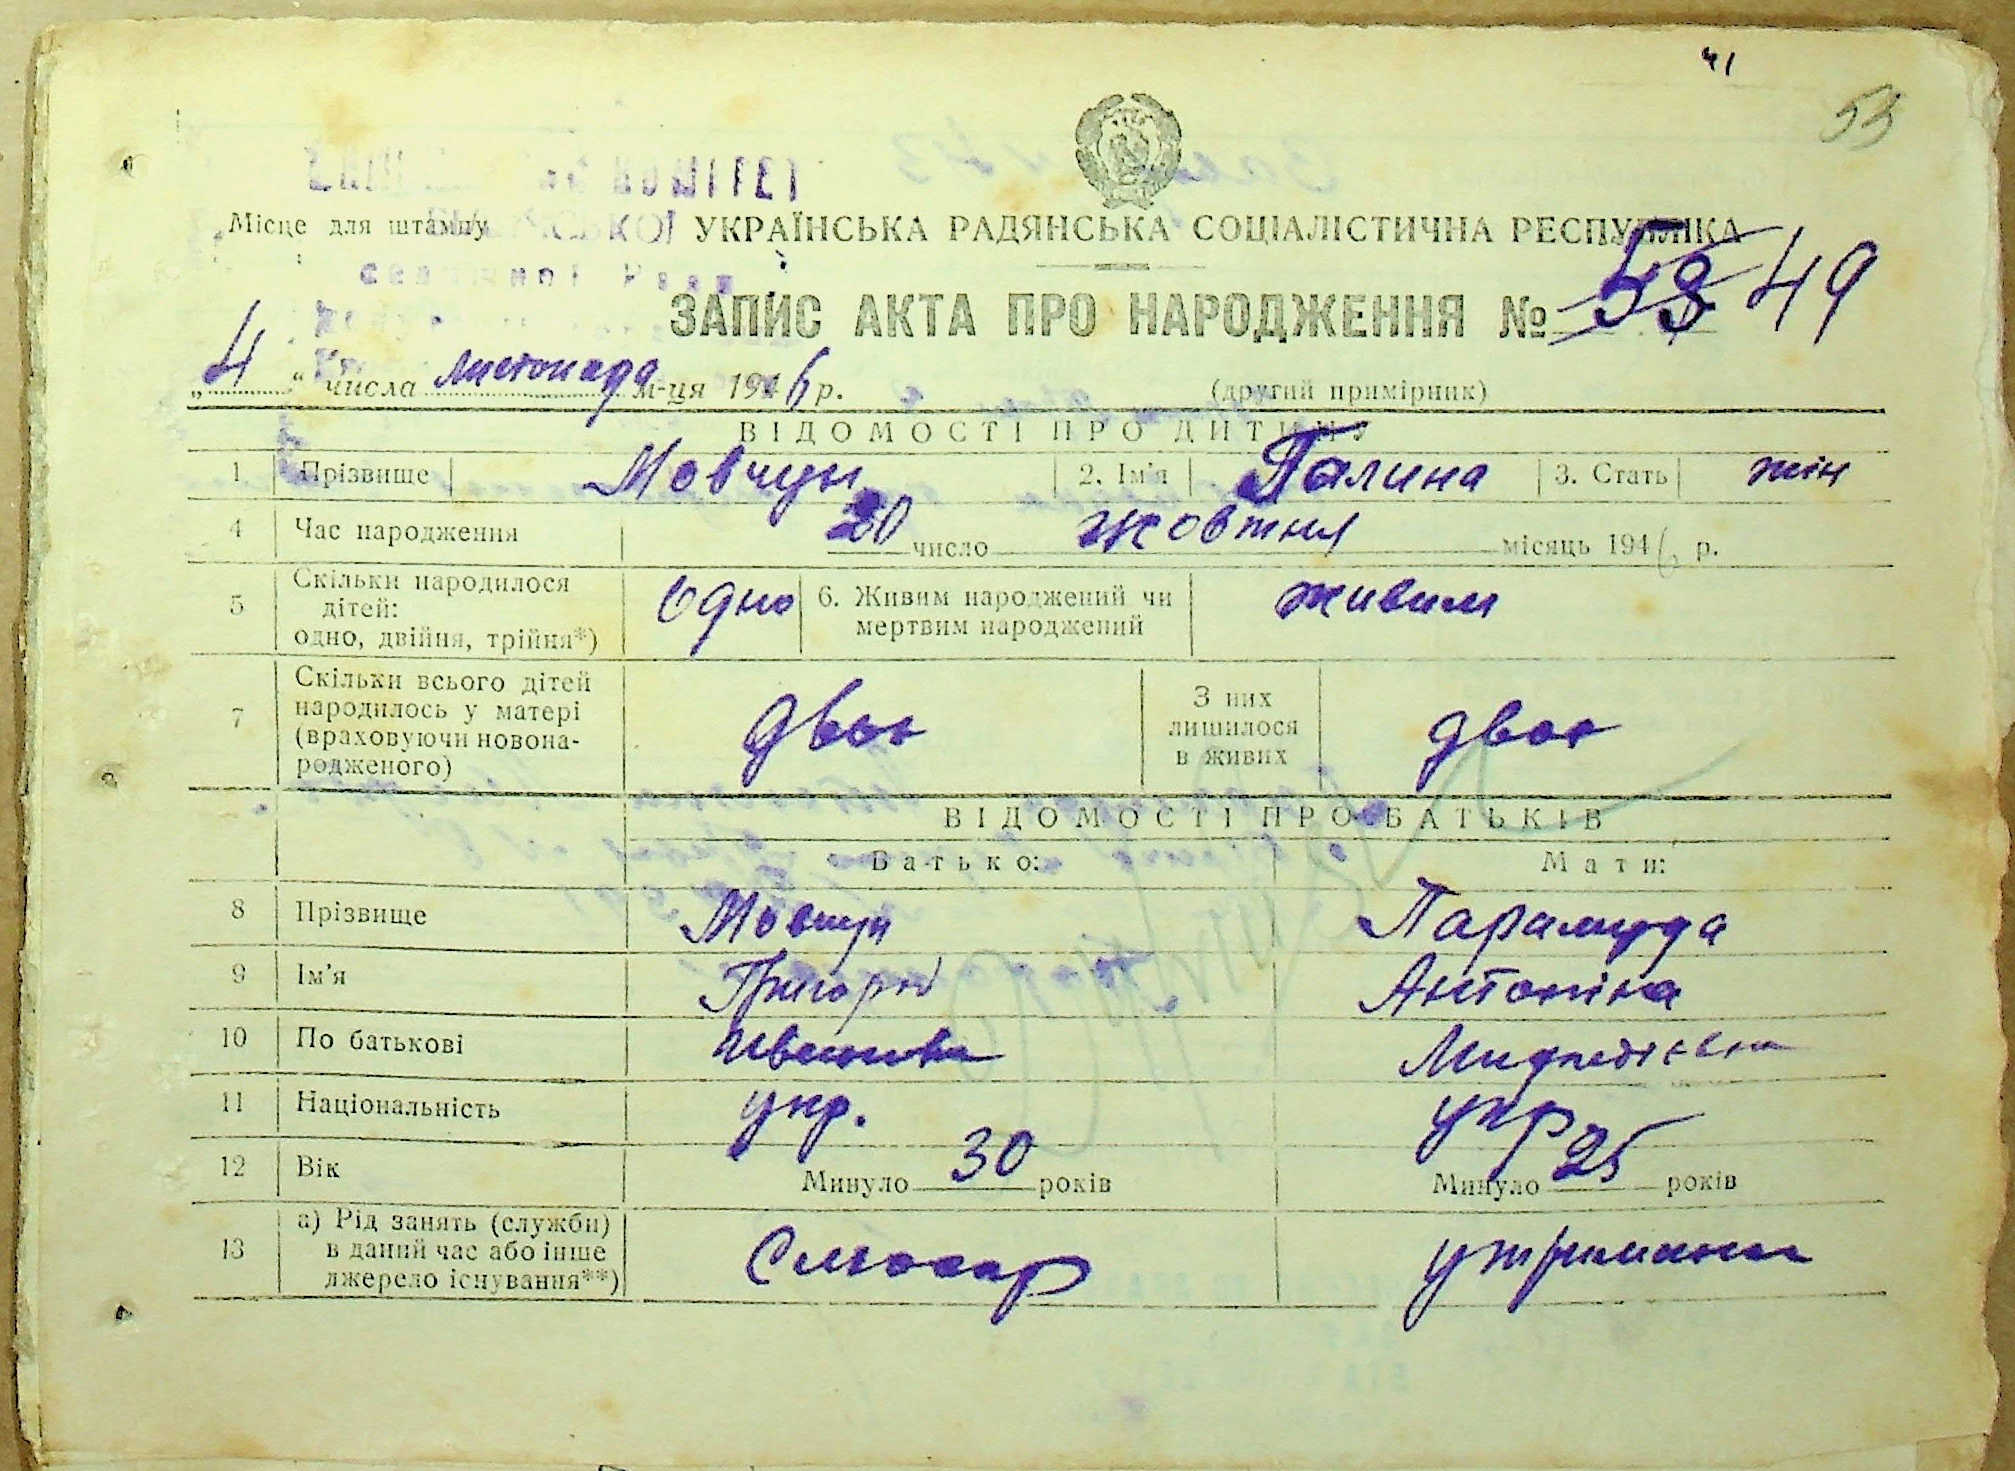 41
53
Місце для штампу УКРАЇНСЬКА РАДЯНСЬКА СОЦІАЛІСТИЧНА РЕСПУБЛІКА
ЗАПИС АКТА ПРО НАРОДЖЕННЯ № 53 49
„4“ числа листопада м-ця 1946 р. (другий примірник)
ВІДОМОСТІ ПРО ДИТИНУ
1 Прізвище Мовчун 2. Ім'я Галина 3. Стать жін
4 Час народження 30 число жовтня місяць 1946 р.
5 Скільки народилося дітей: одно, двійня, трійня*) одно 6. Живим народжений чи мертвим народжений живим
7 Скільки всього дітей народилось у матері (враховуючи новонародженого) двоє З них лишилося в живих двоє
ВІДОМОСТІ ПРО БАТЬКІВ
Батько: Мати:
8 Прізвище Мовчун Парамуда
9 Ім'я Григорій Антоніна
10 По батькові
11 Національність укр. укр
12 Вік Минуло 30 років Минуло 25 років
13 а) Рід занять (служби) в даний час або інше джерело існування**) Слюсар утриманка